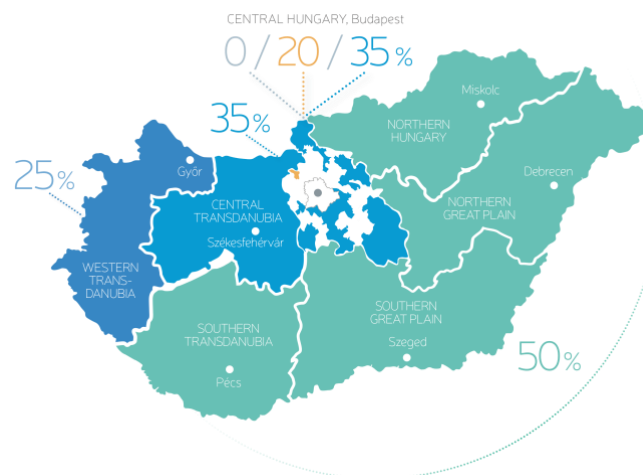 CENTRAL HUNGARY, Budapest
0 / 20 / 35 %
35 %
25 %
Miskolc
NORTHERN
HUNGARY
Győr
Debrecen
NORTHERN
GREAT PLAIN
CENTRAL
TRANSDANUBIA
Székesfehérvár
WESTERN
TRANS-
DANUBIA
SOUTHERN
GREAT PLAIN
Szeged
SOUTHERN
TRANSDANUBIA
Pécs
50 %